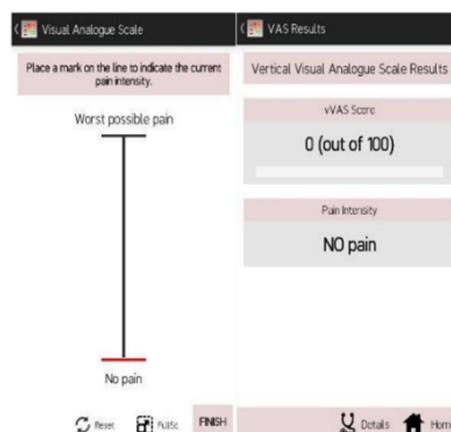 Visual Analogue Scale
Place a mark on the line to indicate the current
pain intensity.
Worst possible pain
No pain
Reset
FullSc
FINISH
VAS Results
Vertical Visual Analogue Scale Results
vVAS Score
0 (out of 100)
Pain Intensity
NO pain
Details
Hom